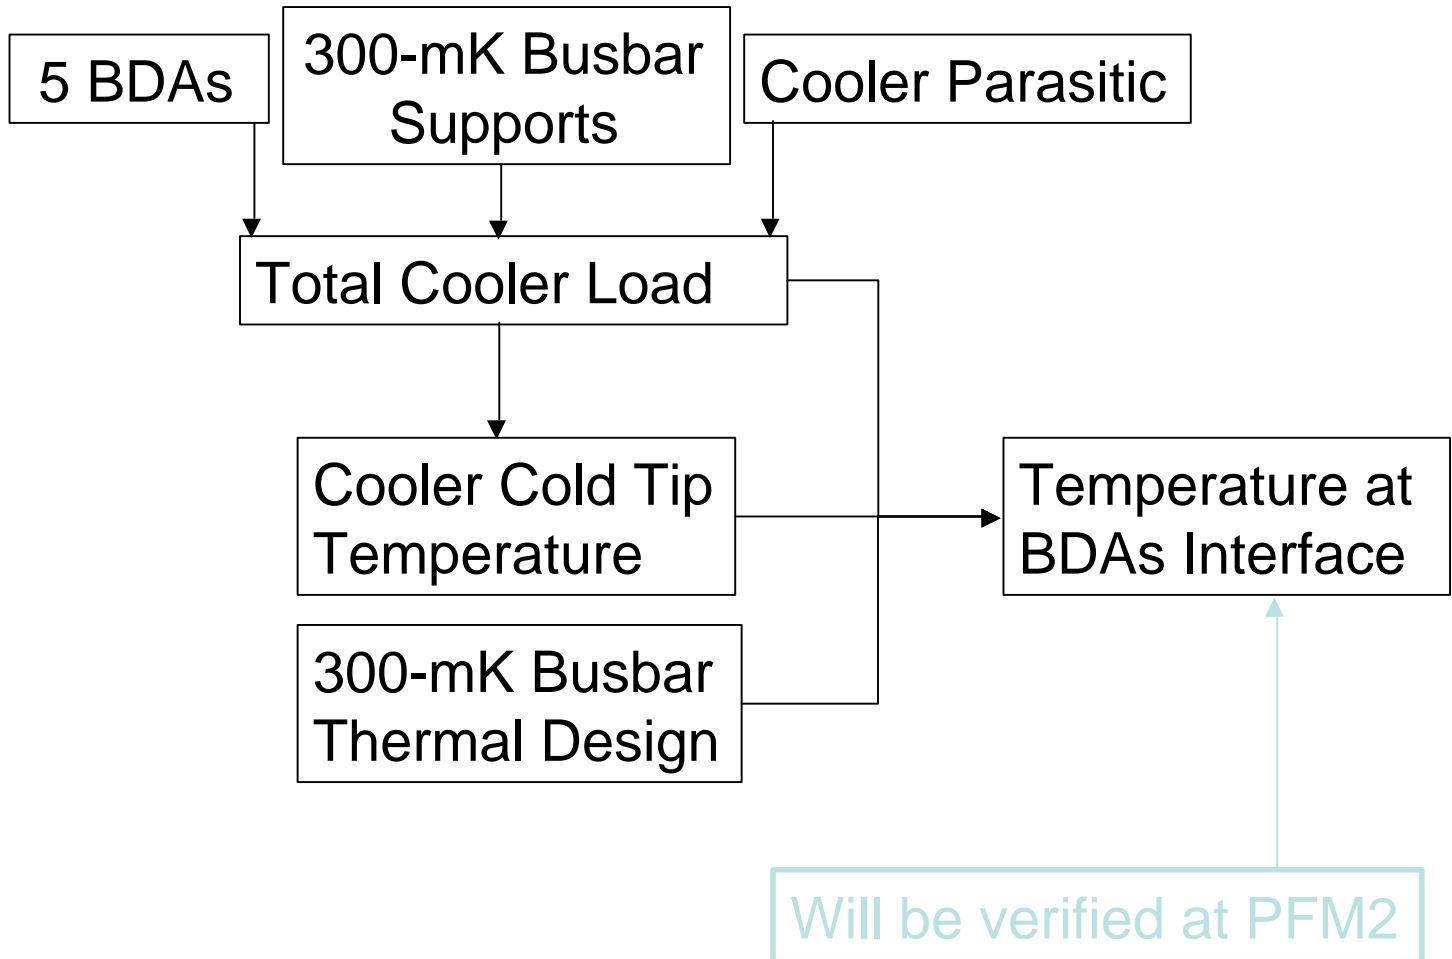 5 BDAs
300-mK Busbar
Supports
Cooler Parasitic
Total Cooler Load
Cooler Cold Tip
Temperature
Temperature at
BDAs Interface
300-mK Busbar
Thermal Design
Will be verified at PFM2